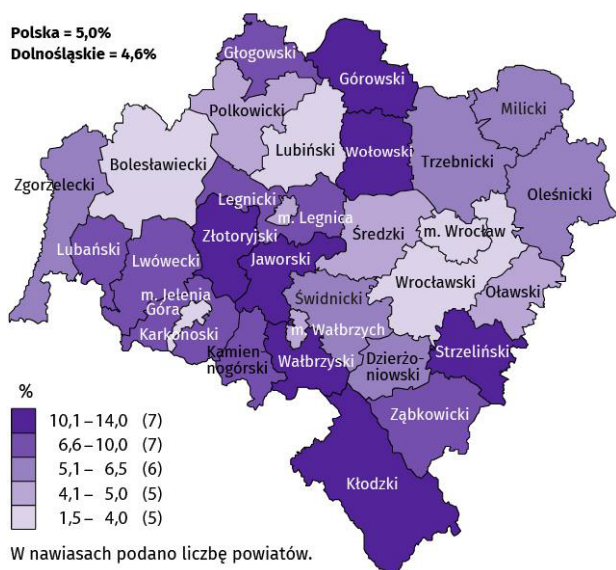 Polska = 5,0%
Dolnośląskie = 4,6%
Głogowski
Górowski
Milicki
Polkowicki
Lubiński
Wołowski
Trzebnicki
Bolesławiecki
Zgorzelecki
Oleśnicki
Legnicki
m. Legnica
Złotoryjski
Średzki
m. Wrocław
Lubański
Lwówecki
Jaworski
Wrocławski
Oławski
m. Jelenia
Góra
Świdnicki
Karkonoski
m. Wałbrzych
Kamien-
nogórski
Wałbrzyski
Dzierżo-
niowski
Strzeliński
Ząbkowicki
Kłodzki
%
10,1 – 14,0 (7)
6,6 – 10,0 (7)
5,1 – 6,5 (6)
4,1 – 5,0 (5)
1,5 – 4,0 (5)
W nawiasach podano liczbę powiatów.